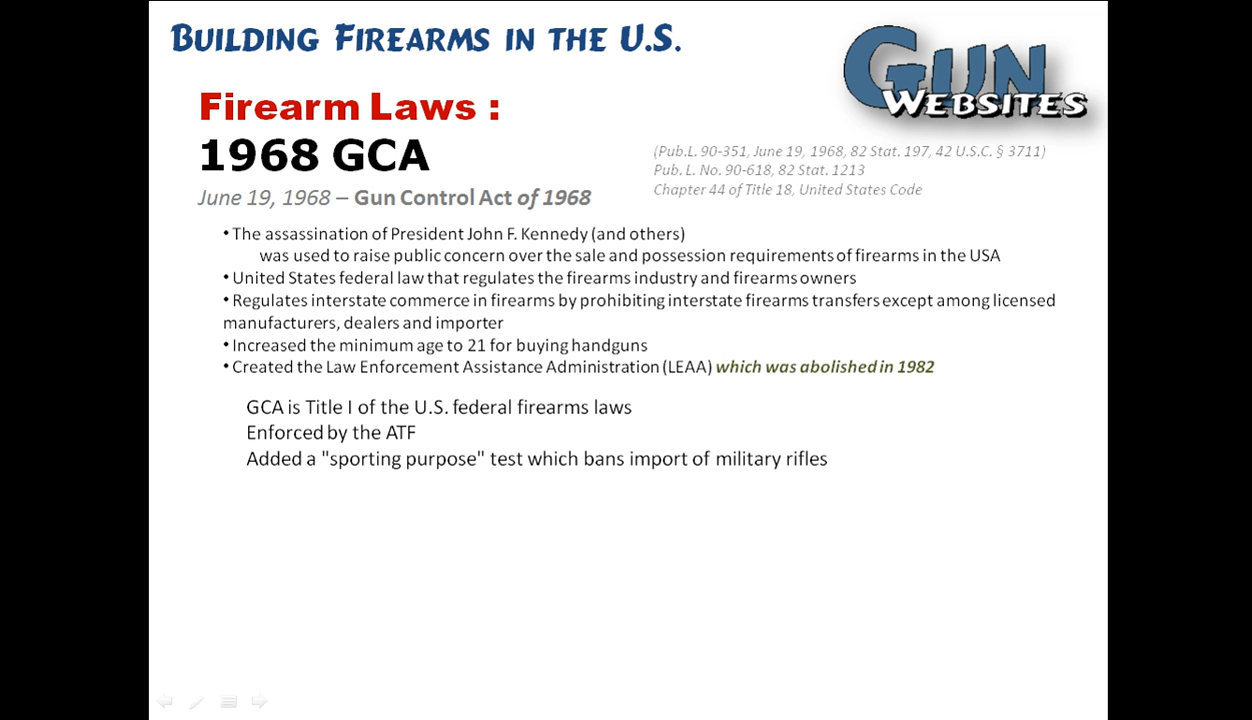 BUILDING FIREARMS IN THE U.S.
GUN
WEBSITES
Firearm Laws :
1968 GCA
(Pub.L. 90-351, June 19, 1968, 82 Stat. 197, 42 U.S.C. § 3711)
Pub. L. No. 90-618, 82 Stat. 1213
Chapter 44 of Title 18, United States Code
June 19, 1968 – Gun Control Act of 1968
• The assassination of President John F. Kennedy (and others)
was used to raise public concern over the sale and possession requirements of firearms in the USA
• United States federal law that regulates the firearms industry and firearms owners
• Regulates interstate commerce in firearms by prohibiting interstate firearms transfers except among licensed
manufacturers, dealers and importer
• Increased the minimum age to 21 for buying handguns
• Created the Law Enforcement Assistance Administration (LEAA) which was abolished in 1982
GCA is Title I of the U.S. federal firearms laws
Enforced by the ATF
Added a "sporting purpose" test which bans import of military rifles